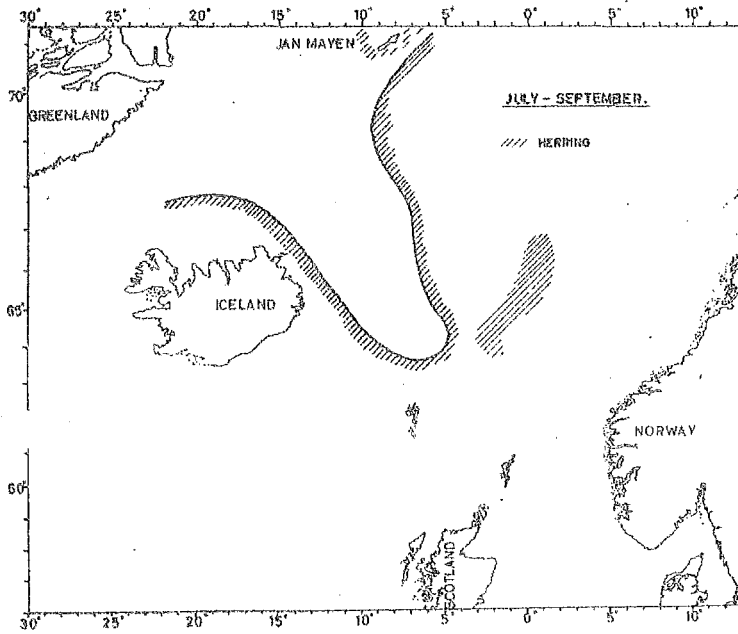 30° 25° 20° 15° 10° 5° 0° 5° 10°
JAN MAYEN
70°
GREENLAND
JULY - SEPTEMBER.
HERRING
ICELAND
65°
NORWAY
60°
SCOTLAND
30° 25° 20° 15° 10° 5° 0° 5° 10°